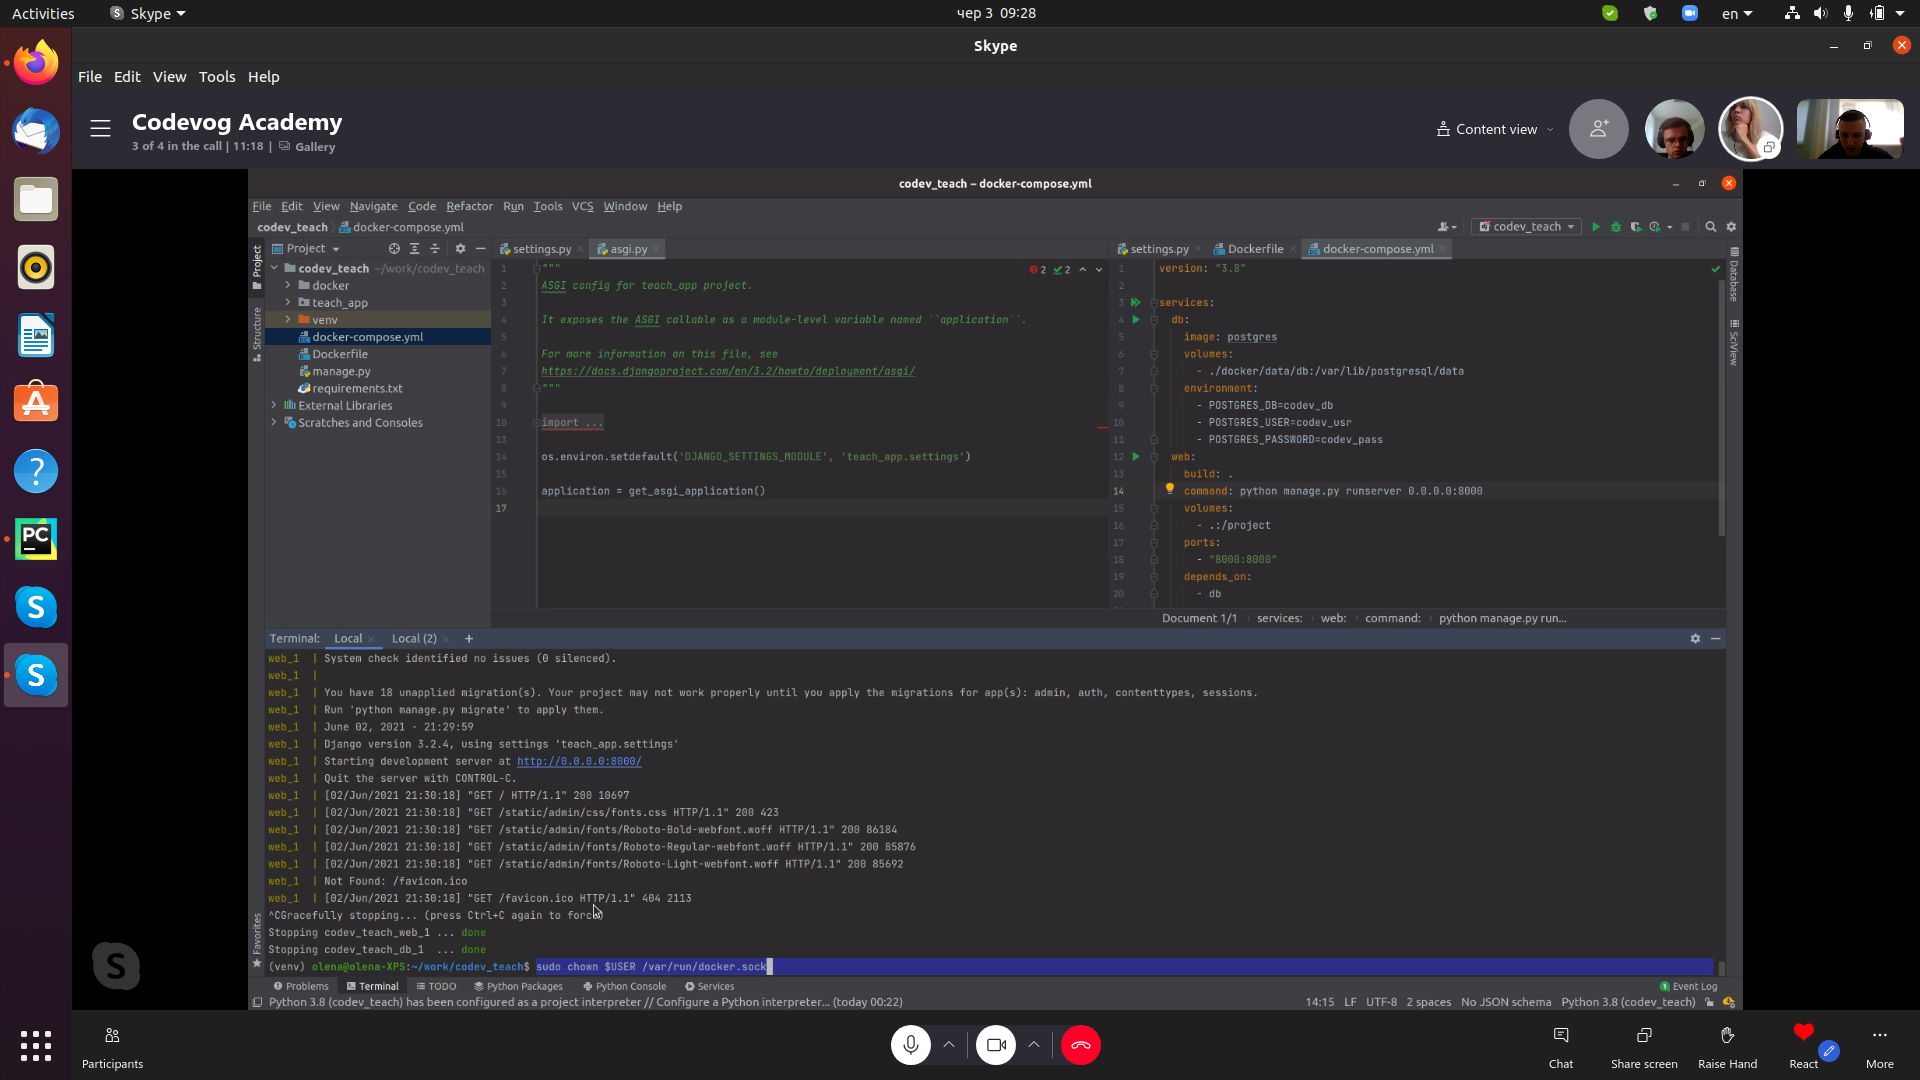 Activities
Skype
чер 3 09:28
en
Skype
File Edit View Tools Help
Codevog Academy
3 of 4 in the call | 11:18 | Gallery
Content view
codev_teach – docker-compose.yml
File Edit View Navigate Code Refactor Run Tools VCS Window Help
codev_teach docker-compose.yml
codev_teach
Project
settings.py
asgi.py
settings.py
Dockerfile
docker-compose.yml
Project
Structure
Favorites
Database
SciView
codev_teach ~/work/codev_teach
docker
teach_app
venv
docker-compose.yml
Dockerfile
manage.py
requirements.txt
External Libraries
Scratches and Consoles
2 2
1 """
2 ASGI config for teach_app project.
3
4 It exposes the ASGI callable as a module-level variable named ``application``.
5
6 For more information on this file, see
7 https://docs.djangoproject.com/en/3.2/howto/deployment/asgi/
8 """
9
10 import ...
13
14 os.environ.setdefault('DJANGO_SETTINGS_MODULE', 'teach_app.settings')
15
16 application = get_asgi_application()
17
1 version: "3.8"
2
3 services:
4 db:
5 image: postgres
6 volumes:
7 - ./docker/data/db:/var/lib/postgresql/data
8 environment:
9 - POSTGRES_DB=codev_db
10 - POSTGRES_USER=codev_usr
11 - POSTGRES_PASSWORD=codev_pass
12 web:
13 build: .
14 command: python manage.py runserver 0.0.0.0:8000
15 volumes:
16 - .:/project
17 ports:
18 - "8000:8000"
19 depends_on:
20 - db
Document 1/1 services: web: command: python manage.py run...
Terminal: Local Local (2) +
web_1 | System check identified no issues (0 silenced).
web_1 |
web_1 | You have 18 unapplied migration(s). Your project may not work properly until you apply the migrations for app(s): admin, auth, contenttypes, sessions.
web_1 | Run 'python manage.py migrate' to apply them.
web_1 | June 02, 2021 - 21:29:59
web_1 | Django version 3.2.4, using settings 'teach_app.settings'
web_1 | Starting development server at http://0.0.0.0:8000/
web_1 | Quit the server with CONTROL-C.
web_1 | [02/Jun/2021 21:30:18] "GET / HTTP/1.1" 200 10697
web_1 | [02/Jun/2021 21:30:18] "GET /static/admin/css/fonts.css HTTP/1.1" 200 423
web_1 | [02/Jun/2021 21:30:18] "GET /static/admin/fonts/Roboto-Bold-webfont.woff HTTP/1.1" 200 86184
web_1 | [02/Jun/2021 21:30:18] "GET /static/admin/fonts/Roboto-Regular-webfont.woff HTTP/1.1" 200 85876
web_1 | [02/Jun/2021 21:30:18] "GET /static/admin/fonts/Roboto-Light-webfont.woff HTTP/1.1" 200 85692
web_1 | Not Found: /favicon.ico
web_1 | [02/Jun/2021 21:30:18] "GET /favicon.ico HTTP/1.1" 404 2113
^CGracefully stopping... (press Ctrl+C again to force)
Stopping codev_teach_web_1 ... done
Stopping codev_teach_db_1 ... done
(venv) olena@olena-XPS:~/work/codev_teach$ sudo chown $USER /var/run/docker.sock
Problems Terminal TODO Python Packages Python Console Services
1 Event Log
Python 3.8 (codev_teach) has been configured as a project interpreter // Configure a Python interpreter... (today 00:22)
14:15 LF UTF-8 2 spaces No JSON schema Python 3.8 (codev_teach)
Participants
Chat
Share screen
Raise Hand
React
More